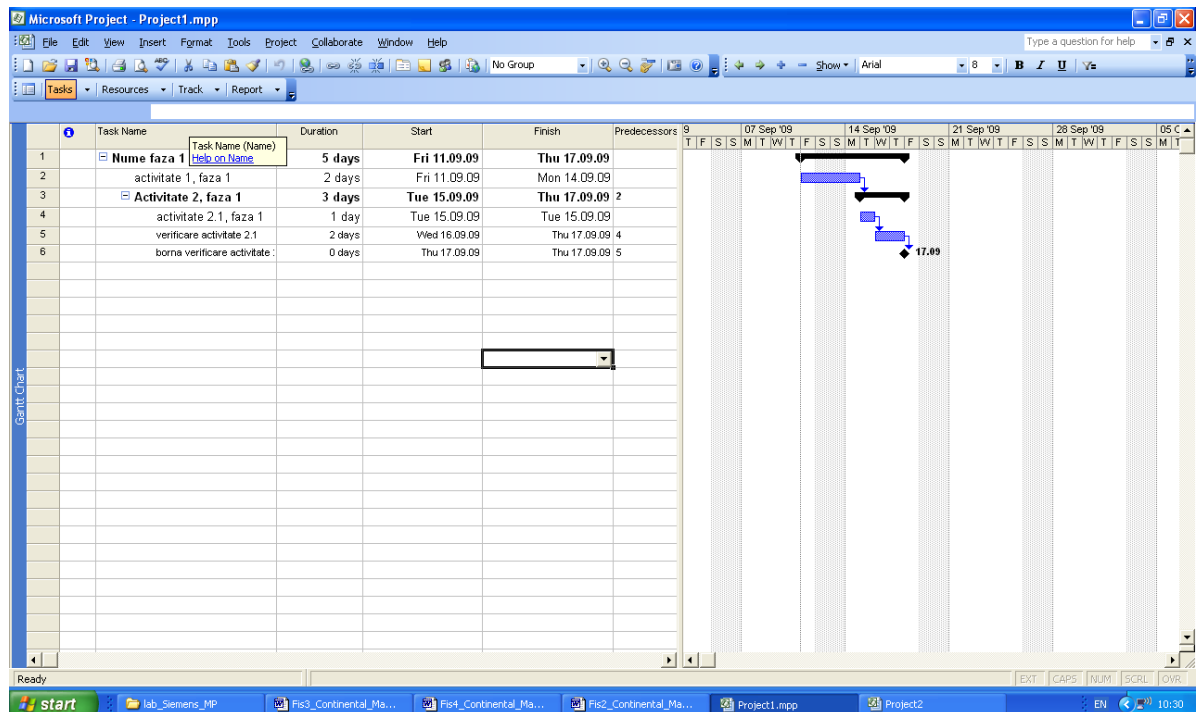 Microsoft Project - Project1.mpp
File Edit View Insert Format Tools Project Collaborate Window Help Type a question for help
No Group Show Arial 8 B I U
Tasks Resources Track Report
Task Name Duration Start Finish Predecessors 9 07 Sep '09 14 Sep '09 21 Sep '09 28 Sep '09 05 O
T F S S M T W T F S S M T W T F S S M T W T F S S M T W T F S S M T
Task Name (Name)
Help on Name
1 Nume faza 1 5 days Fri 11.09.09 Thu 17.09.09
2 activitate 1, faza 1 2 days Fri 11.09.09 Mon 14.09.09
3 Activitate 2, faza 1 3 days Tue 15.09.09 Thu 17.09.09 2
4 activitate 2.1, faza 1 1 day Tue 15.09.09 Tue 15.09.09
5 verificare activitate 2.1 2 days Wed 16.09.09 Thu 17.09.09 4
6 borna verificare activitate 0 days Thu 17.09.09 Thu 17.09.09 5 17.09
Gantt Chart
Ready EXT CAPS NUM SCRL OVR
start lab_Siemens_MP Fis3_Continental_Ma... Fis4_Continental_Ma... Fis2_Continental_Ma... Project1.mpp Project2 EN 10:30